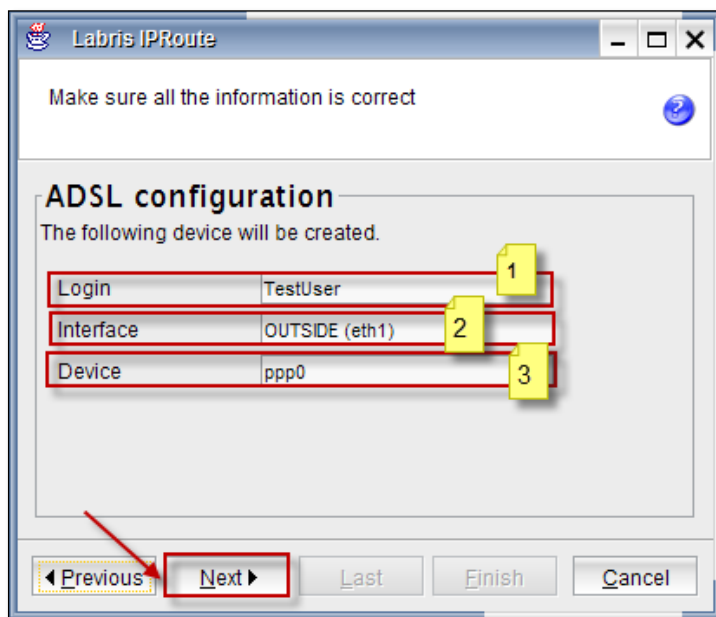 Labris IPRoute
Make sure all the information is correct
ADSL configuration
The following device will be created.
1
Login TestUser
Interface OUTSIDE (eth1) 2
Device ppp0 3
Previous Next Last Finish Cancel